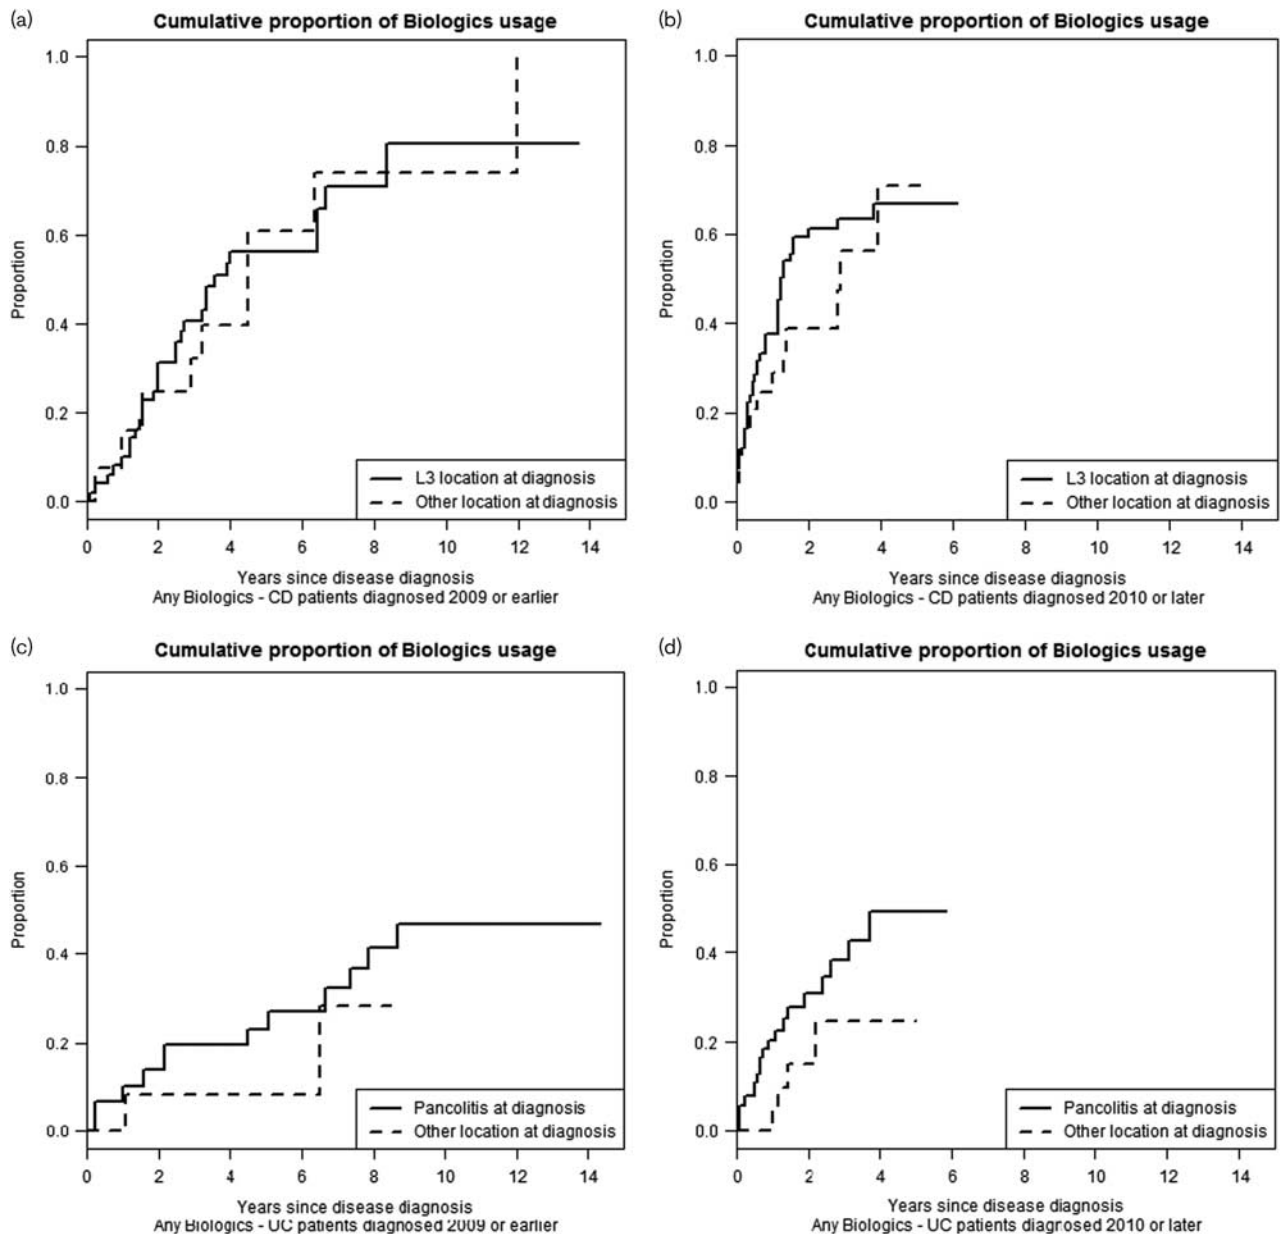 (a)
Cumulative proportion of Biologics usage
1.0
0.8
0.6
0.4
0.2
0.0
Proportion
L3 location at diagnosis
Other location at diagnosis
0 2 4 6 8 10 12 14
Years since disease diagnosis
Any Biologics - CD patients diagnosed 2009 or earlier
(b)
Cumulative proportion of Biologics usage
1.0
0.8
0.6
0.4
0.2
0.0
Proportion
L3 location at diagnosis
Other location at diagnosis
0 2 4 6 8 10 12 14
Years since disease diagnosis
Any Biologics - CD patients diagnosed 2010 or later
(c)
Cumulative proportion of Biologics usage
1.0
0.8
0.6
0.4
0.2
0.0
Proportion
Pancolitis at diagnosis
Other location at diagnosis
0 2 4 6 8 10 12 14
Years since disease diagnosis
Any Biologics - UC patients diagnosed 2009 or earlier
(d)
Cumulative proportion of Biologics usage
1.0
0.8
0.6
0.4
0.2
0.0
Proportion
Pancolitis at diagnosis
Other location at diagnosis
0 2 4 6 8 10 12 14
Years since disease diagnosis
Any Biologics - UC patients diagnosed 2010 or later